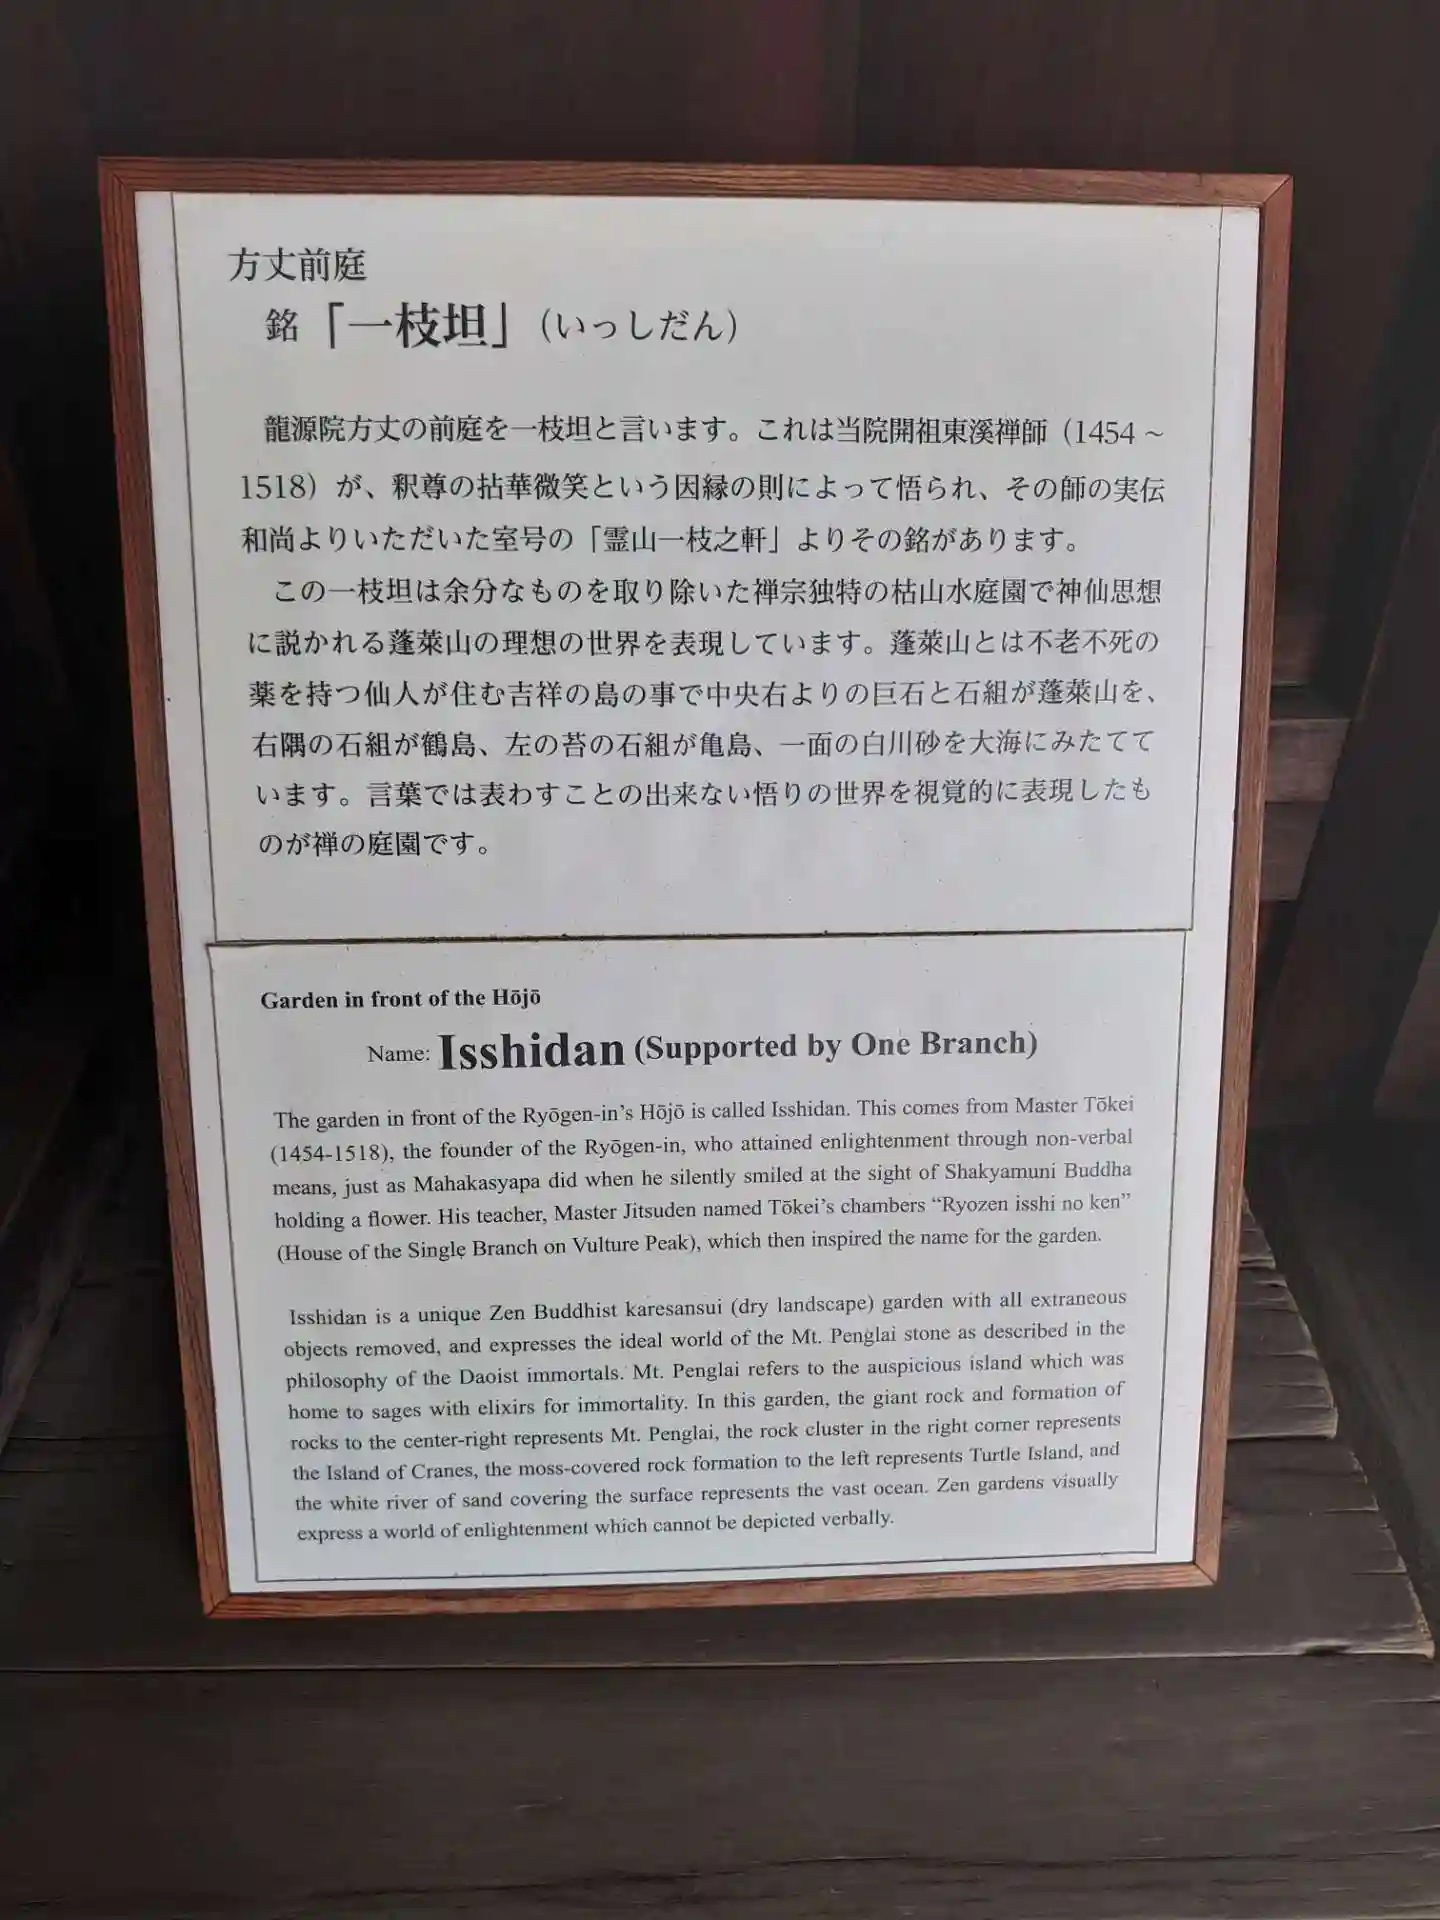 方丈前庭
銘「一枝坦」(いっしだん)
龍源院方丈の前庭を一枝坦と言います。これは当院開祖東溪禅師(1454~
1518)が、釈尊の拈華微笑という因縁の則によって悟られ、その師の実伝
和尚よりいただいた室号の「霊山一枝之軒」よりその銘があります。
この一枝坦は余分なものを取り除いた禅宗独特の枯山水庭園で神仙思想
に説かれる蓬萊山の理想の世界を表現しています。蓬萊山とは不老不死の
薬を持つ仙人が住む吉祥の島の事で中央右よりの巨石と石組が蓬萊山を、
右隅の石組が鶴島、左の苔の石組が亀島、一面の白川砂を大海にみたてて
います。言葉では表わすことの出来ない悟りの世界を視覚的に表現したも
のが禅の庭園です。
Garden in front of the Hōjō
Name: Isshidan (Supported by One Branch)
The garden in front of the Ryōgen-in's Hōjō is called Isshidan. This comes from Master Tōkei
(1454-1518), the founder of the Ryōgen-in, who attained enlightenment through non-verbal
means, just as Mahakasyapa did when he silently smiled at the sight of Shakyamuni Buddha
holding a flower. His teacher, Master Jitsuden named Tōkei's chambers “Ryozen isshi no ken”
(House of the Single Branch on Vulture Peak), which then inspired the name for the garden.
Isshidan is a unique Zen Buddhist karesansui (dry landscape) garden with all extraneous
objects removed, and expresses the ideal world of the Mt. Penglai stone as described in the
philosophy of the Daoist immortals. Mt. Penglai refers to the auspicious island which was
home to sages with elixirs for immortality. In this garden, the giant rock and formation of
rocks to the center-right represents Mt. Penglai, the rock cluster in the right corner represents
the Island of Cranes, the moss-covered rock formation to the left represents Turtle Island, and
the white river of sand covering the surface represents the vast ocean. Zen gardens visually
express a world of enlightenment which cannot be depicted verbally.